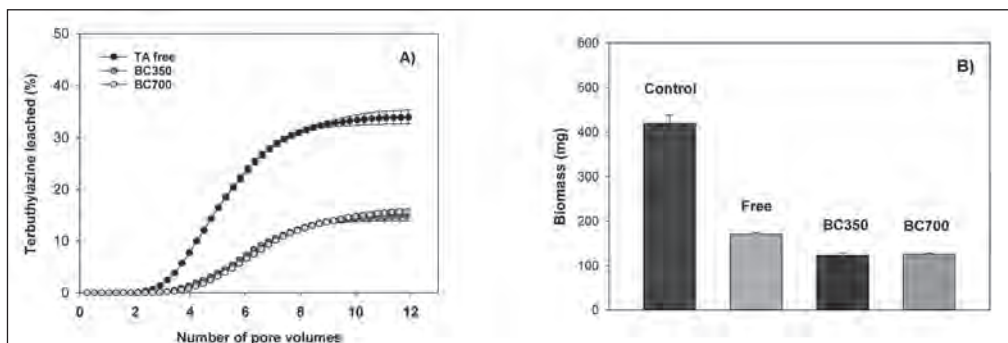 50
40
30
20
10
0
Terbuthylazine leached (%)
TA free
BC350
BC700
A)
0 2 4 6 8 10 12
Number of pore volumes
600
500
400
300
200
100
0
Biomass (mg)
B)
Control
Free
BC350
BC700